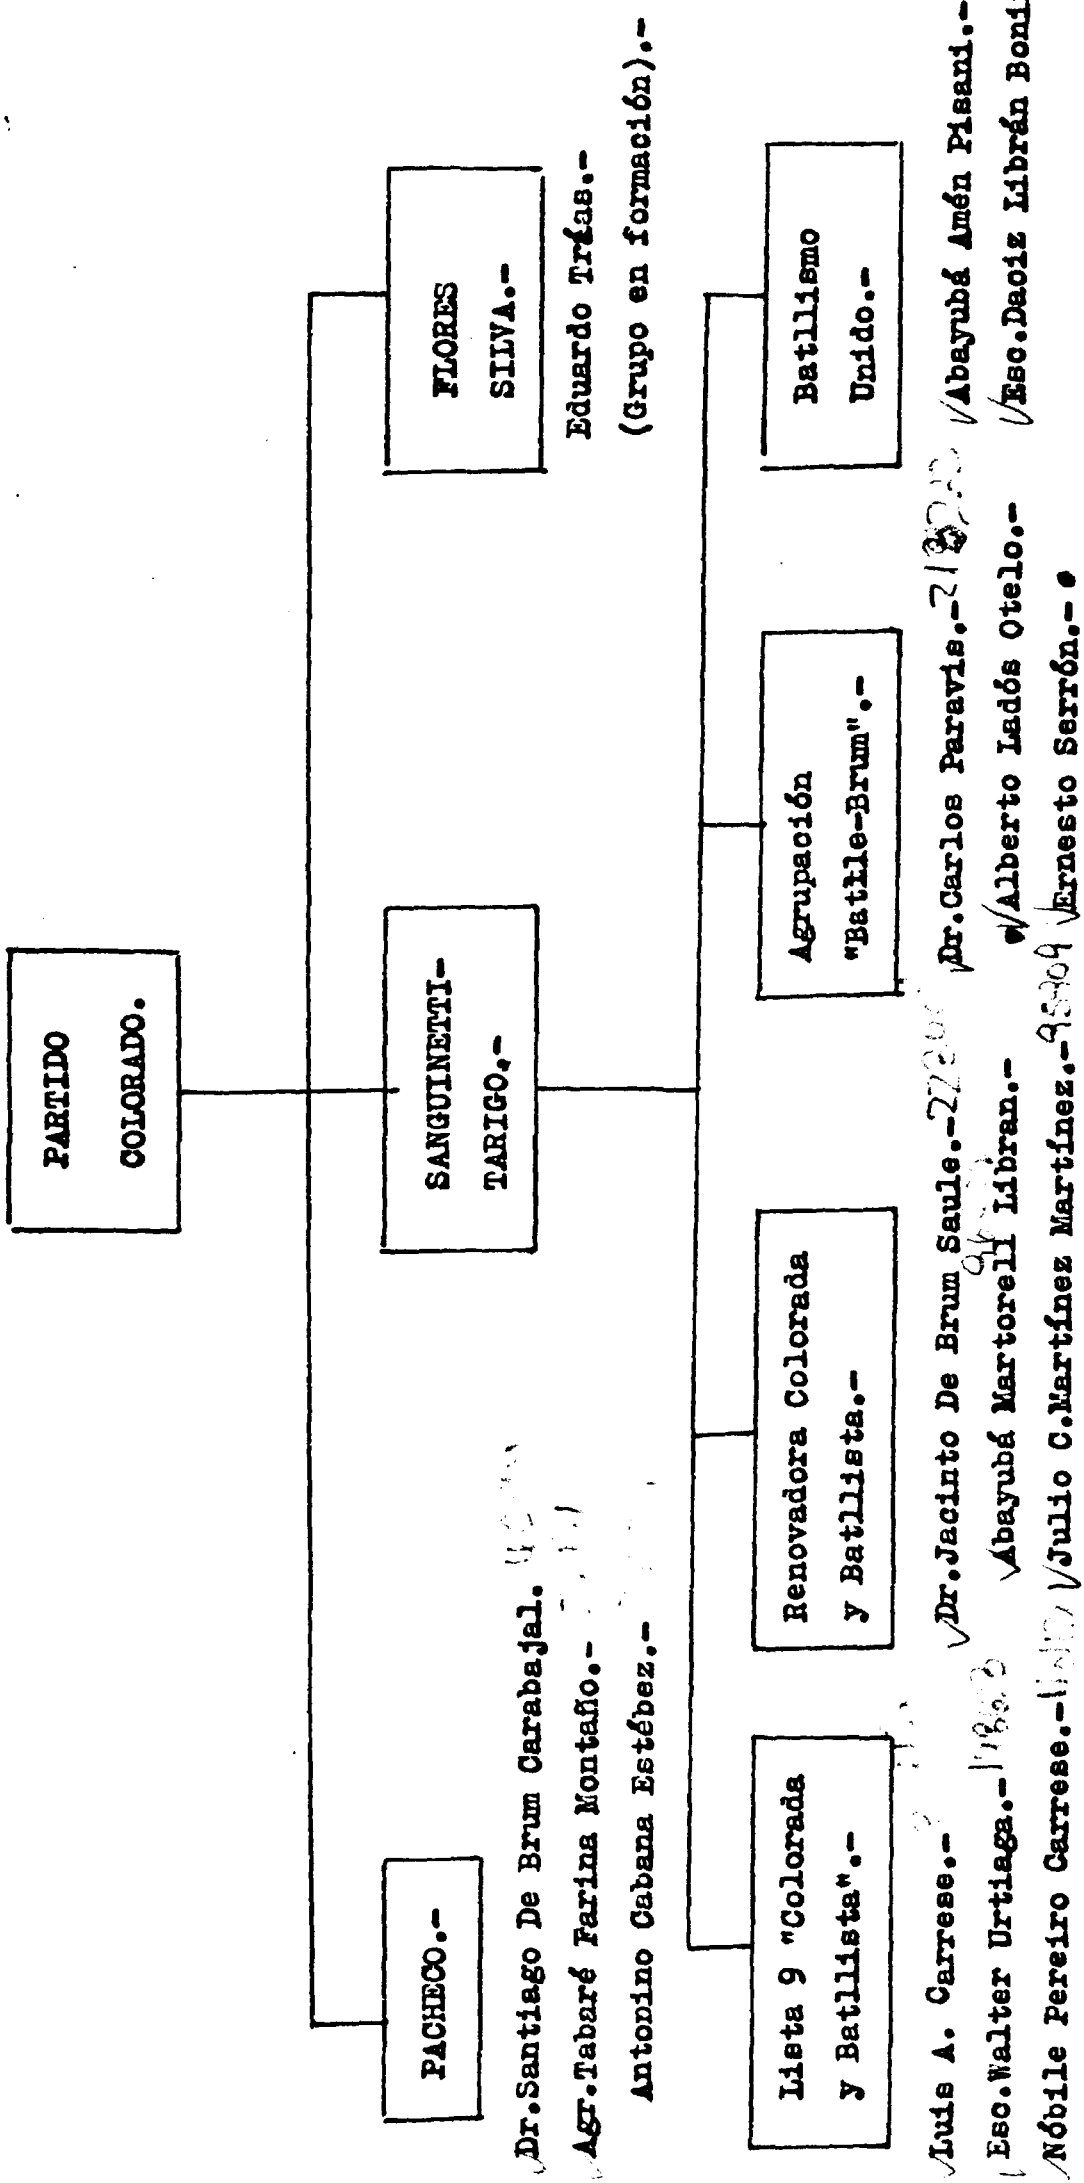 PARTIDO
COLORADO.
PACHECO.-
SANGUINETTI-
TARIGO.-
FLORES
SILVA.-
Dr.Santiago De Brum Carabajal.
Agr.Tabaré Farina Montaño.-
Antonino Cabana Estébez.-
Eduardo Trías.-
(Grupo en formación).-
Lista 9 "Colorada
y Batllista".-
Renovadora Colorada
y Batllista.-
Agrupación
"Batlle-Brum".-
Batllismo
Unido.-
Luis A. Carrese.-
Esc.Walter Urtiaga.-
Nóbile Pereiro Carrese.-
Dr.Jacinto De Brum Saule.-
Abayubá Martorell Libran.-
Julio C.Martínez Martínez.-95909
Dr.Carlos Paravis.-
Alberto Ladós Otelo.-
Ernesto Serrón.-
Abayubá Amén Pisani.-
Esc.Daoiz Librán Boni